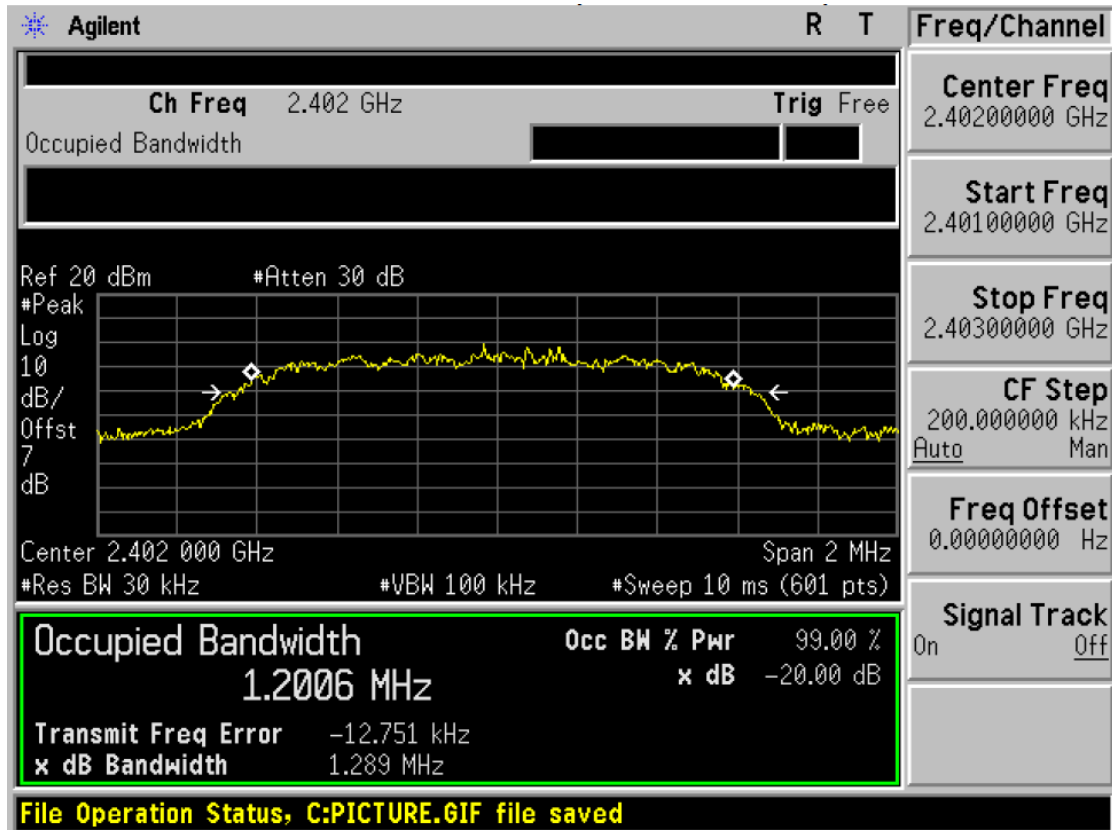 Agilent R T
Ch Freq 2.402 GHz Trig Free
Occupied Bandwidth
Ref 20 dBm #Atten 30 dB
#Peak
Log
10
dB/
Offst
7
dB
Center 2.402 000 GHz Span 2 MHz
#Res BW 30 kHz #VBW 100 kHz #Sweep 10 ms (601 pts)
Occupied Bandwidth
1.2006 MHz
Occ BW % Pwr 99.00 %
x dB -20.00 dB
Transmit Freq Error -12.751 kHz
x dB Bandwidth 1.289 MHz
File Operation Status, C:PICTURE.GIF file saved
Freq/Channel
Center Freq
2.40200000 GHz
Start Freq
2.40100000 GHz
Stop Freq
2.40300000 GHz
CF Step
200.000000 kHz
Auto Man
Freq Offset
0.00000000 Hz
Signal Track
On Off